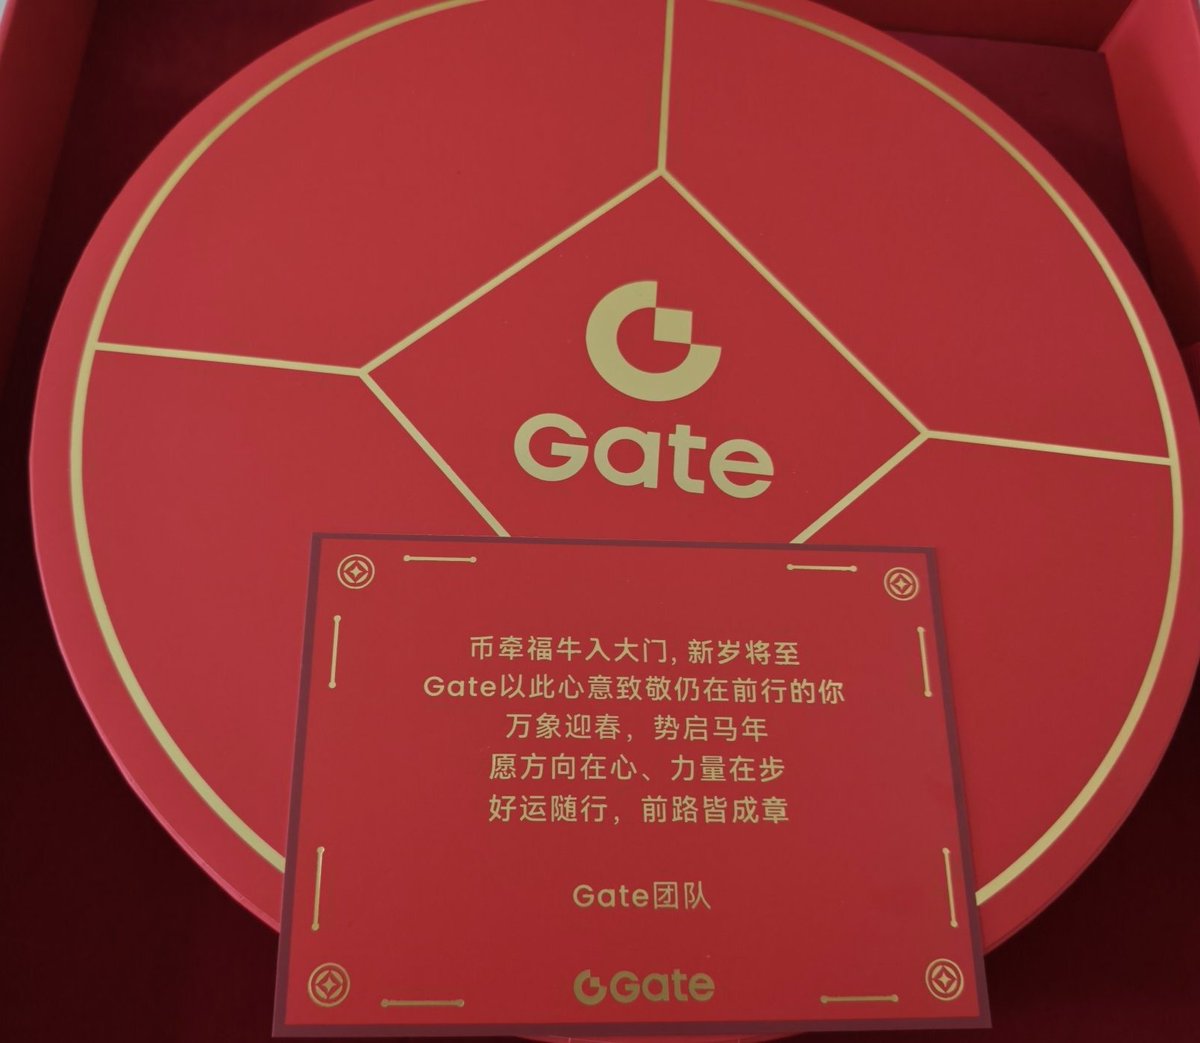 Gate
币牵福牛入大门, 新岁将至
Gate以此心意致敬仍在前行的你
万象迎春，势启马年
愿方向在心、力量在步
好运随行，前路皆成章
Gate团队
Gate